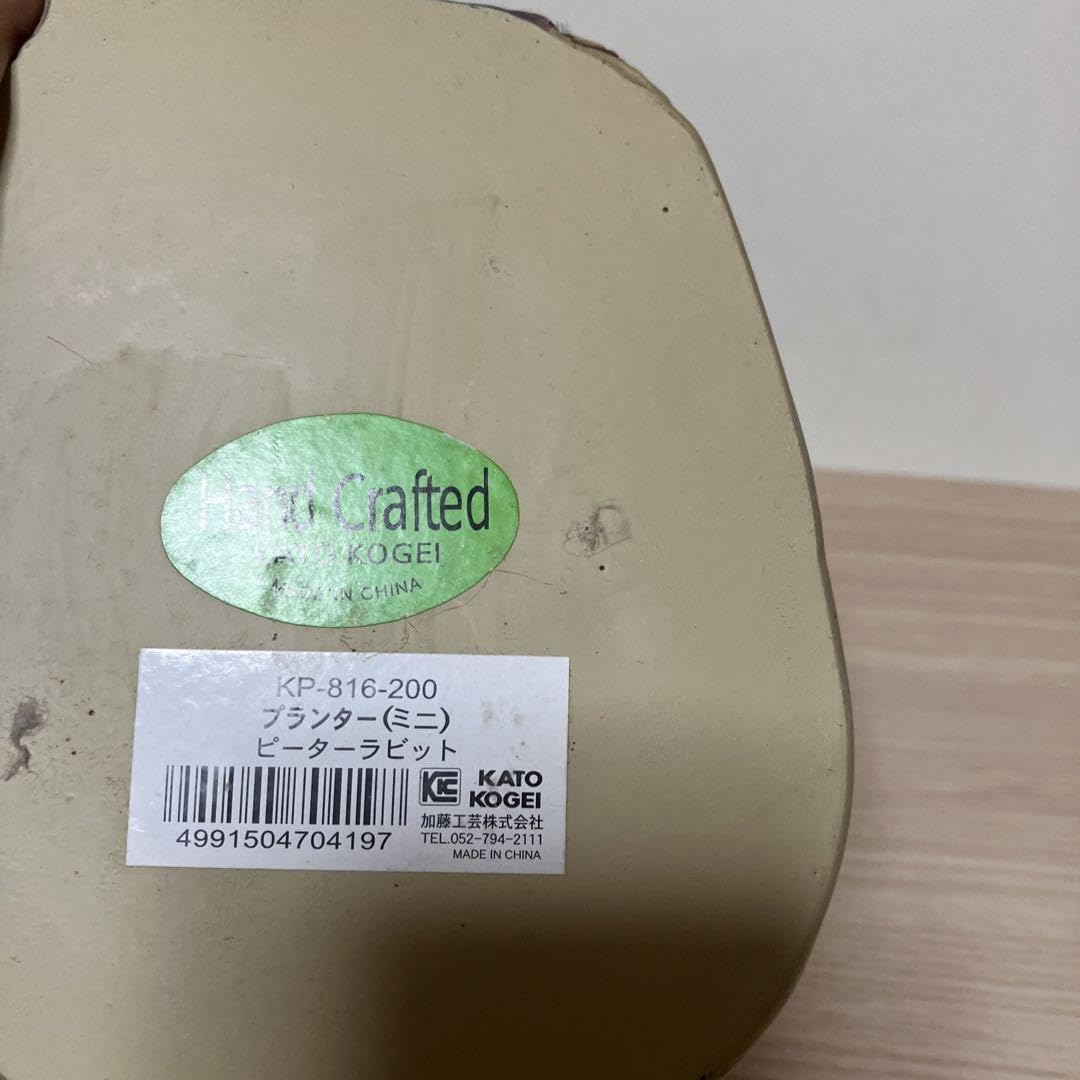 Hand Crafted
KATO KOGEI
MADE IN CHINA
KP-816-200
プランター(ミニ)
ピーターラビット
KATO
KOGEI
加藤工芸株式会社
4991504704197
TEL.052-794-2111
MADE IN CHINA